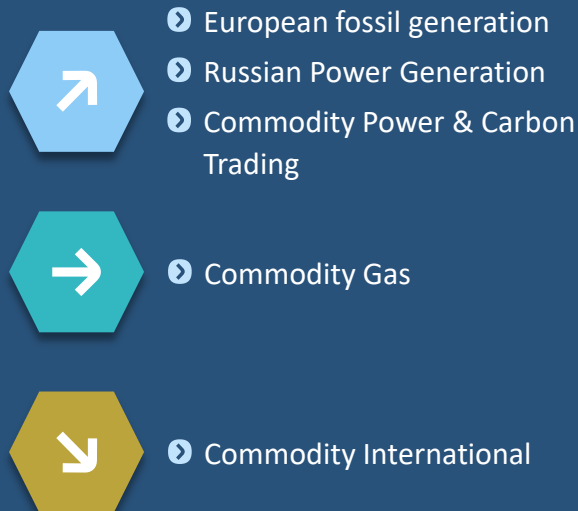 European fossil generation
Russian Power Generation
Commodity Power & Carbon
Trading
Commodity Gas
Commodity International